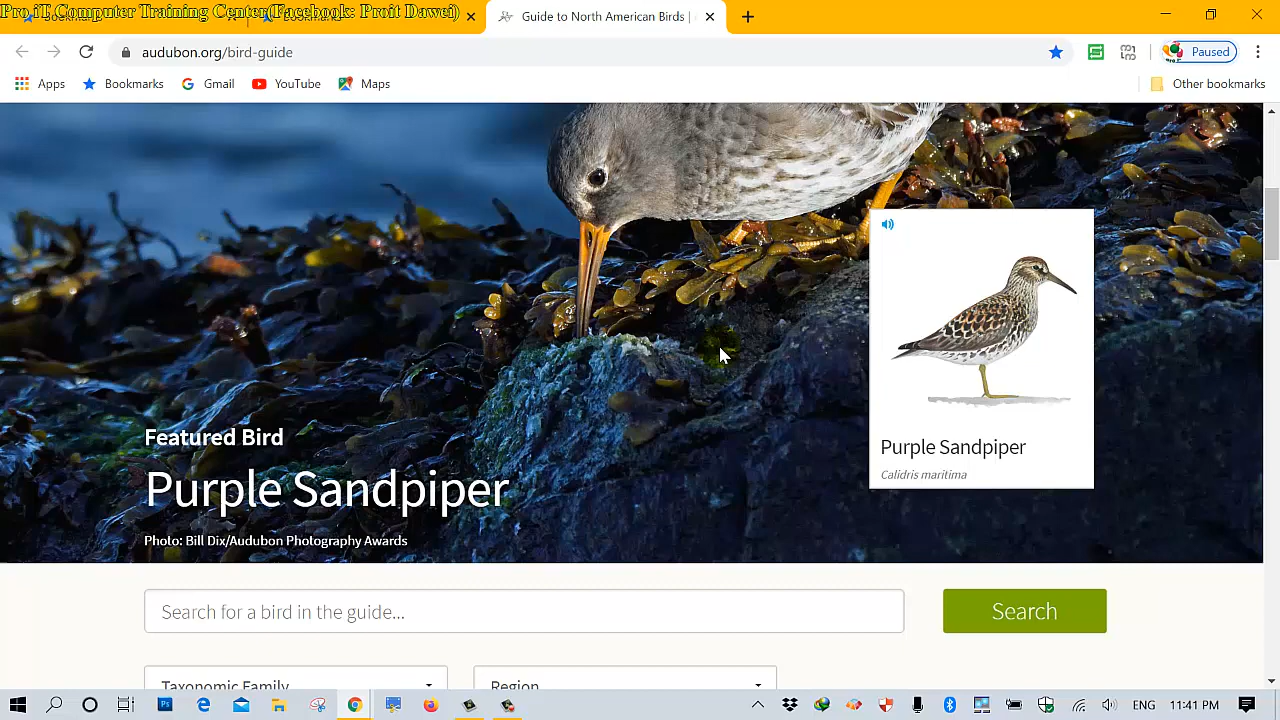 Pro iT Computer Training Center(Facebook: Proit Dawei)
Guide to North American Birds |
audubon.org/bird-guide
Paused
Apps
Bookmarks
Gmail
YouTube
Maps
Other bookmarks
Featured Bird
Purple Sandpiper
Photo: Bill Dix/Audubon Photography Awards
Purple Sandpiper
Calidris maritima
Search for a bird in the guide...
Search
Taxonomic Family
Region
ENG
11:41 PM